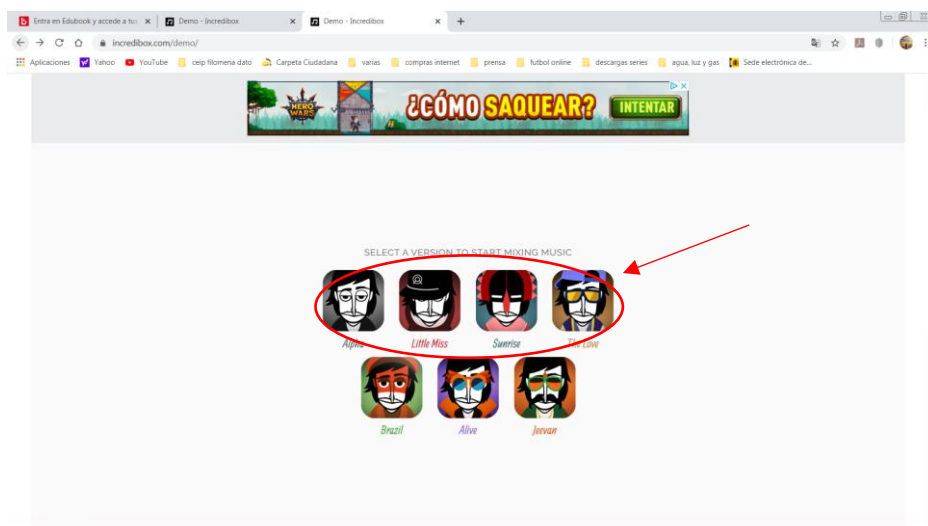 Entra en Edubook y accede a tu: Demo - Incredibox Demo - Incredibox
incredibox.com/demo/
Aplicaciones Yahoo YouTube ceip filomena dato Carpeta Ciudadana varias compras internet prensa futbol online descargas series agua, luz y gas Sede electrónica de...
HERO WARS ¿CÓMO SAQUEAR? INTENTAR
SELECT A VERSION TO START MIXING MUSIC
Alpha Little Miss Sunrise The Love
Brazil Alive Jeevan